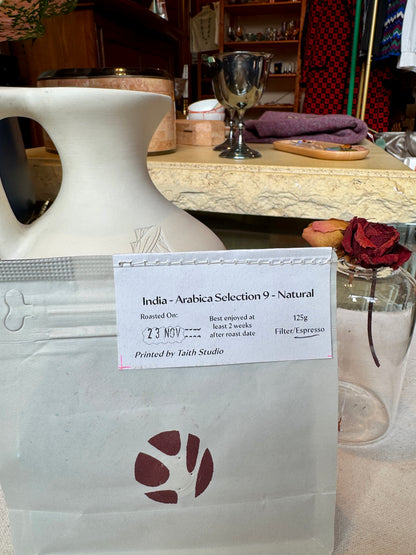 India - Arabica Selection 9 - Natural
Roasted On:
23 NOV
Best enjoyed at
least 2 weeks
after roast date
125g
Filter/Espresso
Printed by Taith Studio